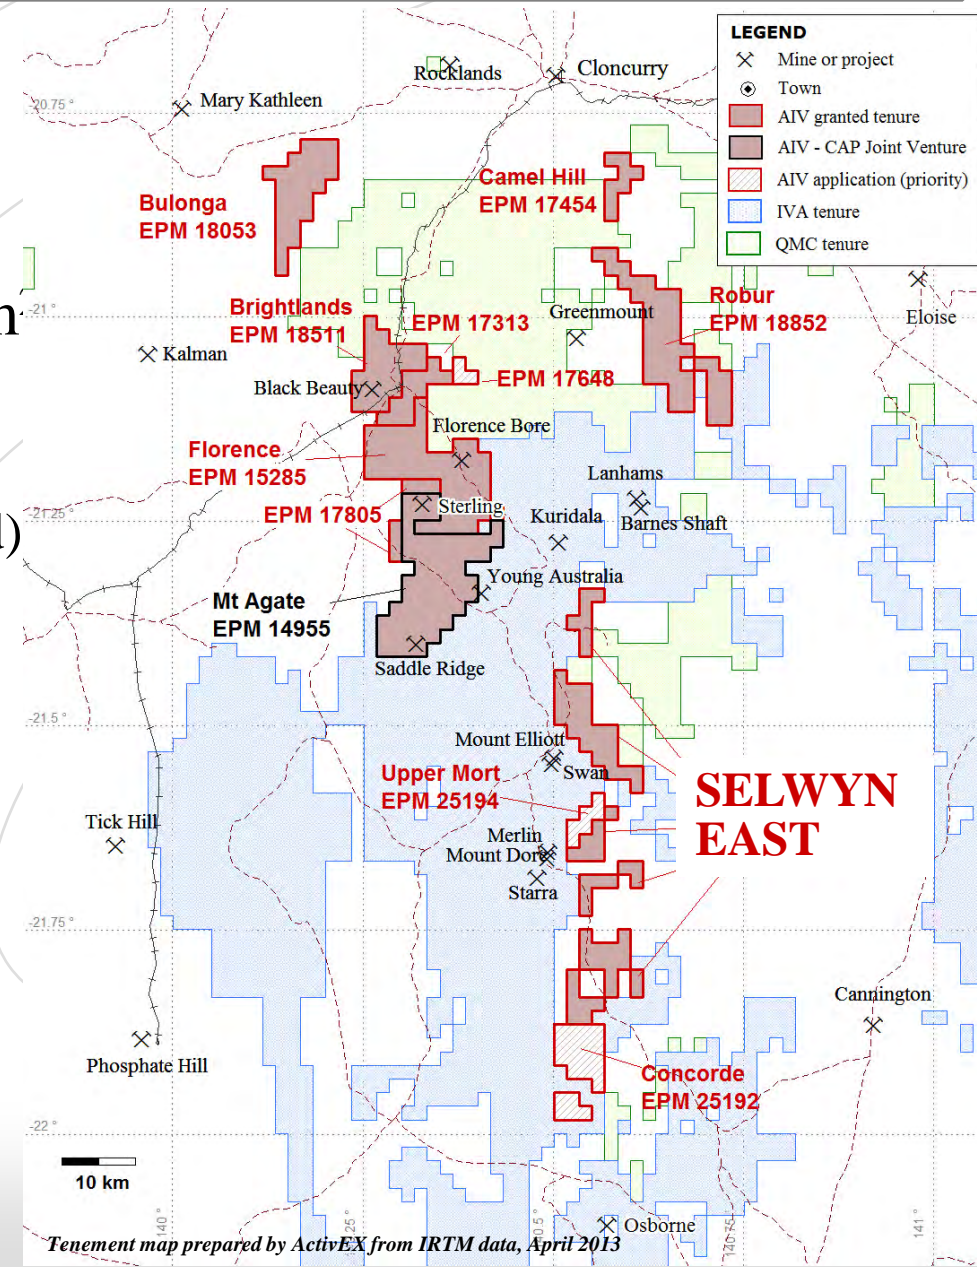 LEGEND
Mine or project
Town
AIV granted tenure
AIV - CAP Joint Venture
AIV application (priority)
IVA tenure
QMC tenure
Rocklands
Cloncurry
Mary Kathleen
-20.75 °
Bulonga
EPM 18053
Camel Hill
EPM 17454
Brightlands
EPM 18511
EPM 17313
Greenmount
Robur
EPM 18852
Eloise
-21 °
Kalman
Black Beauty
EPM 17648
Florence Bore
Florence
EPM 15285
Lanhams
EPM 17805
Sterling
Kuridala
Barnes Shaft
-21.25 °
Young Australia
Mt Agate
EPM 14955
Saddle Ridge
-21.5 °
Mount Elliott
Swan
Upper Mort
EPM 25194
SELWYN
EAST
Tick Hill
Merlin
Mount Dore
Starra
-21.75 °
Cannington
Phosphate Hill
Concorde
EPM 25192
-22 °
10 km
140 °
140.5 °
140.75 °
141 °
Osborne
Tenement map prepared by ActivEX from IRTM data, April 2013